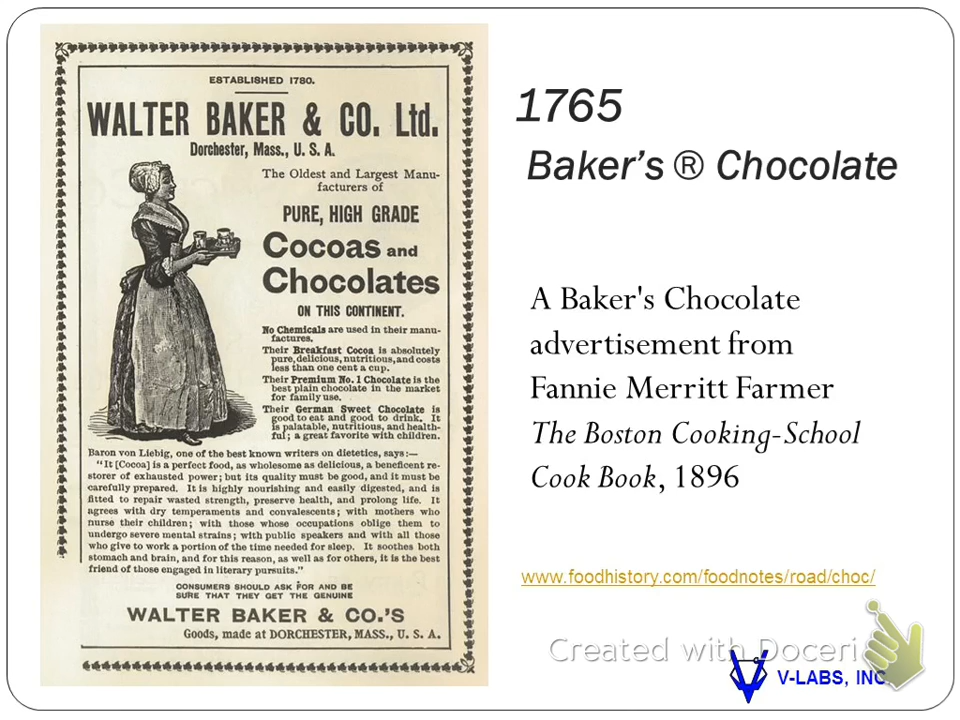 ESTABLISHED 1780.
WALTER BAKER & CO. Ltd.
Dorchester, Mass., U. S. A.
The Oldest and Largest Manu-
facturers of
PURE, HIGH GRADE
Cocoas and
Chocolates
ON THIS CONTINENT.
No Chemicals are used in their manu-
factures.
Their Breakfast Cocoa is absolutely
pure, delicious, nutritious, and costs
less than one cent a cup.
Their Premium No. 1 Chocolate is the
best plain chocolate in the market
for family use.
Their German Sweet Chocolate is
good to eat and good to drink. It
is palatable, nutritious, and health-
ful; a great favorite with children.
Baron von Liebig, one of the best known writers on dietetics, says:—
"It [Cocoa] is a perfect food, as wholesome as delicious, a beneficent re-
storer of exhausted power; but its quality must be good, and it must be
carefully prepared. It is highly nourishing and easily digested, and is
fitted to repair wasted strength, preserve health, and prolong life. It
agrees with dry temperaments and convalescents; with mothers who
nurse their children; with those whose occupations oblige them to
undergo severe mental strains; with public speakers and with all those
who give to work a portion of the time needed for sleep. It soothes both
stomach and brain, and for this reason, as well as for others, it is the best
friend of those engaged in literary pursuits."
CONSUMERS SHOULD ASK FOR AND BE
SURE THAT THEY GET THE GENUINE
WALTER BAKER & CO.'S
Goods, made at DORCHESTER, MASS., U. S. A.
1765
Baker's ® Chocolate
A Baker's Chocolate
advertisement from
Fannie Merritt Farmer
The Boston Cooking-School
Cook Book, 1896
www.foodhistory.com/foodnotes/road/choc/
Created with Doceri
V-LABS, INC